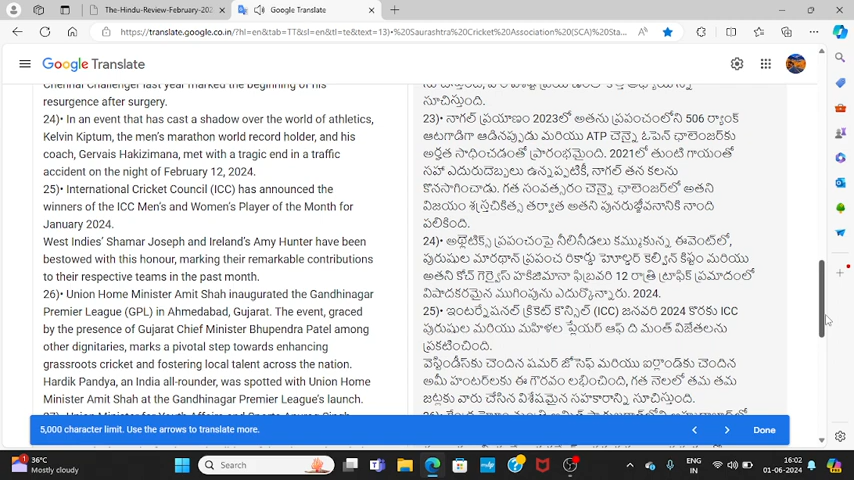 The-Hindu-Review-February-202
Google Translate
https://translate.google.co.in/?hl=en&tab=TT&sl=en&tl=te&text=13)•%20Saurashtra%20Cricket%20Association%20(SCA)%20Sta...
Google Translate
Chennai Challenger last year marked the beginning of his
resurgence after surgery.
24)• In an event that has cast a shadow over the world of athletics,
Kelvin Kiptum, the men's marathon world record holder, and his
coach, Gervais Hakizimana, met with a tragic end in a traffic
accident on the night of February 12, 2024.
25)• International Cricket Council (ICC) has announced the
winners of the ICC Men's and Women's Player of the Month for
January 2024.
West Indies' Shamar Joseph and Ireland's Amy Hunter have been
bestowed with this honour, marking their remarkable contributions
to their respective teams in the past month.
26)• Union Home Minister Amit Shah inaugurated the Gandhinagar
Premier League (GPL) in Ahmedabad, Gujarat. The event, graced
by the presence of Gujarat Chief Minister Bhupendra Patel among
other dignitaries, marks a pivotal step towards enhancing
grassroots cricket and fostering local talent across the nation.
Hardik Pandya, an India all-rounder, was spotted with Union Home
Minister Amit Shah at the Gandhinagar Premier League's launch.
27)• Union Minister for Youth Affairs and Sports Anurag Singh
సూచిస్తుంది.
23)• నాగల్ ప్రయాణం 2023లో అతను ప్రపంచంలోని 506 ర్యాంక్
ఆటగాడిగా ఆడినప్పుడు మరియు ATP చెన్నై ఓపెన్ ఛాలెంజర్‌కు
అర్హత సాధించడంతో ప్రారంభమైంది. 2021లో తుంటి గాయంతో
సహా ఎదురుదెబ్బలు ఉన్నప్పటికీ, నాగల్ తన కలలను
కొనసాగించాడు. గత సంవత్సరం చెన్నై ఛాలెంజర్‌లో అతని
విజయం శస్త్రచికిత్స తర్వాత అతని పునరుజ్జీవనానికి నాంది
పలికింది.
24)• అథ్లెటిక్స్ ప్రపంచంపై నీలినీడలు కమ్ముకున్న ఈవెంట్‌లో,
పురుషుల మారథాన్ ప్రపంచ రికార్డు హోల్డర్ కెల్విన్ కిప్టం మరియు
అతని కోచ్ గెర్వైస్ హకిజిమానా ఫిబ్రవరి 12 రాత్రి ట్రాఫిక్ ప్రమాదంలో
విషాదకరమైన ముగింపును ఎదుర్కొన్నారు. 2024.
25)• ఇంటర్నేషనల్ క్రికెట్ కౌన్సిల్ (ICC) జనవరి 2024 కొరకు ICC
పురుషుల మరియు మహిళల ప్లేయర్ ఆఫ్ ది మంత్ విజేతలను
ప్రకటించింది.
వెస్టిండీస్‌కు చెందిన షమర్ జోసెఫ్ మరియు ఐర్లాండ్‌కు చెందిన
అమీ హంటర్‌లకు ఈ గౌరవం లభించింది, గత నెలలో తమ తమ
జట్లకు వారు చేసిన విశేషమైన సహకారాన్ని సూచిస్తుంది.
5,000 character limit. Use the arrows to translate more.
Done
36°C
Mostly cloudy
Search
ENG
IN
16:02
01-06-2024